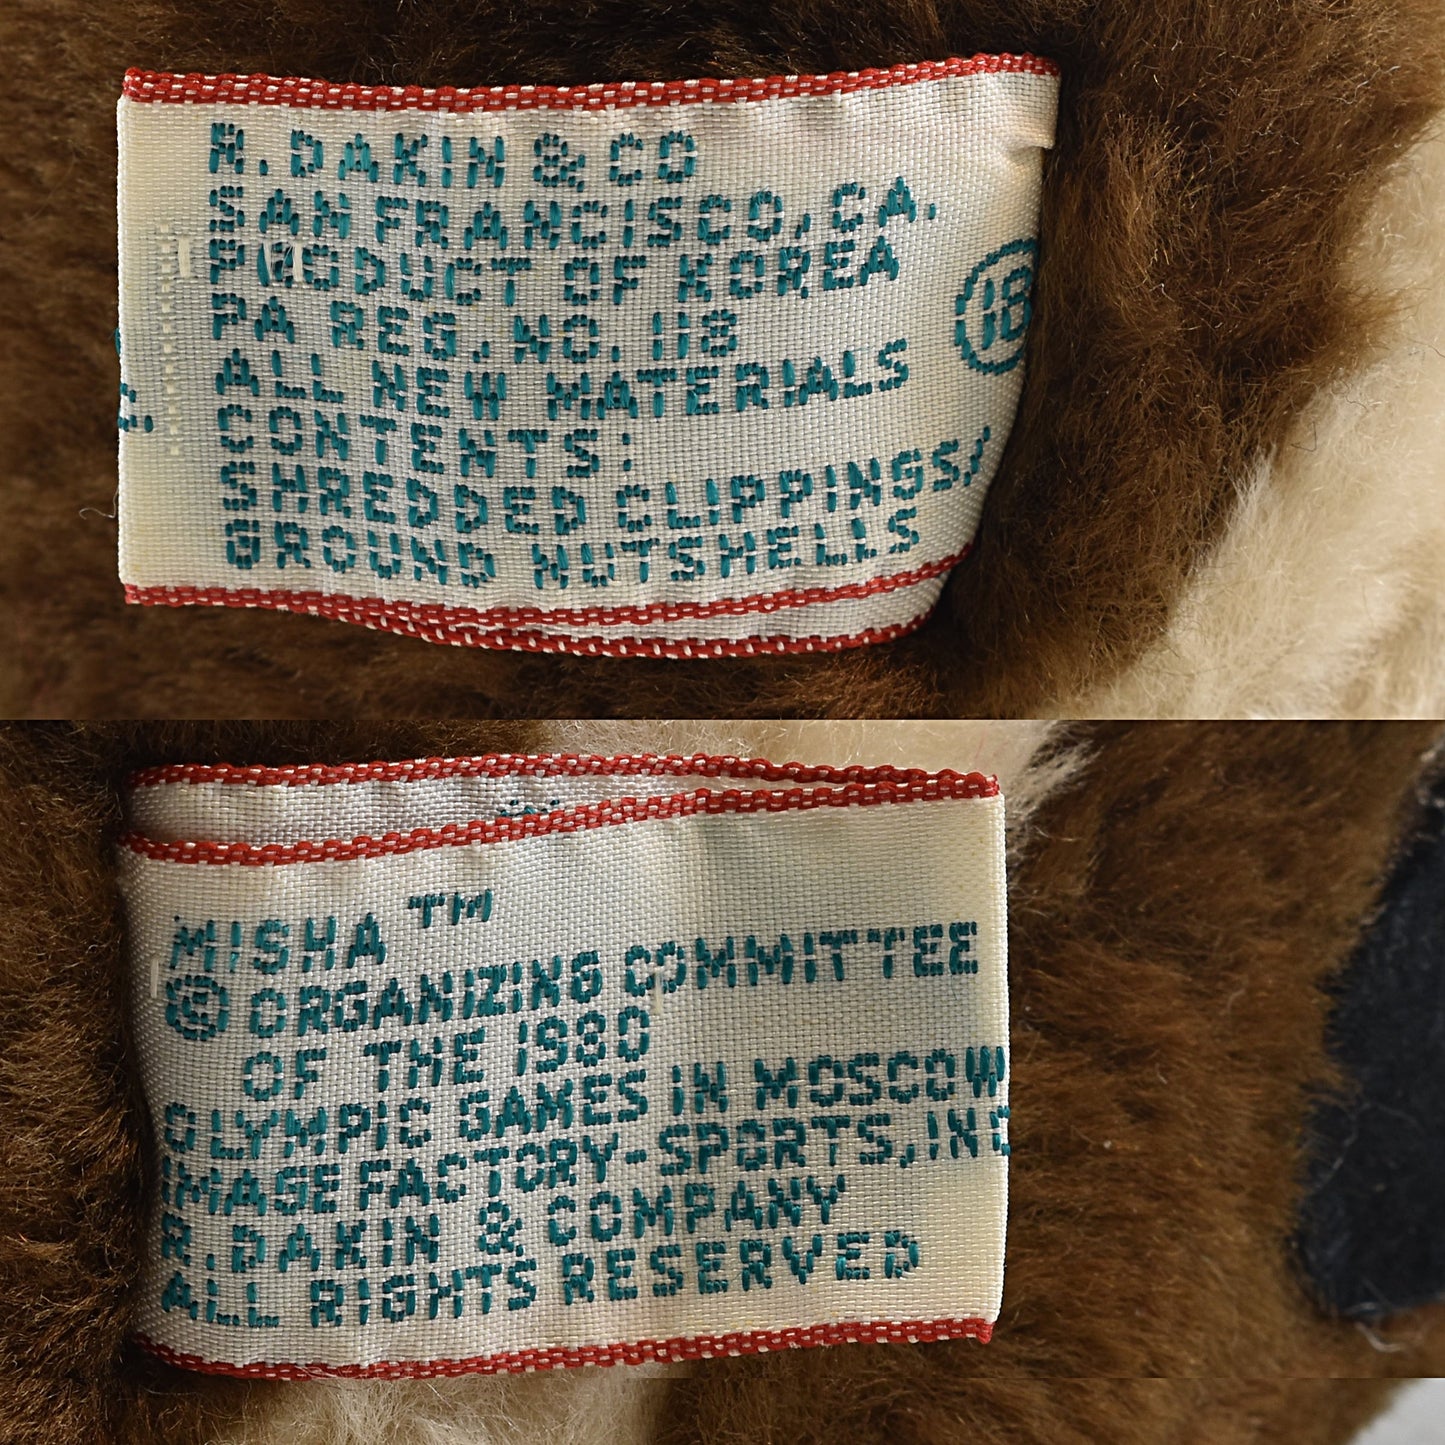 R. DAKIN & CO
SAN FRANCISCO, CA.
PRODUCT OF KOREA
PA RES. NO. 118
ALL NEW MATERIALS
CONTENTS:
SHREDDED CLIPPINGS/
GROUND NUTSHELLS
18
MISHA ™
© ORGANIZING COMMITTEE
OF THE 1980
OLYMPIC GAMES IN MOSCOW
IMAGE FACTORY-SPORTS, INC
R. DAKIN & COMPANY
ALL RIGHTS RESERVED